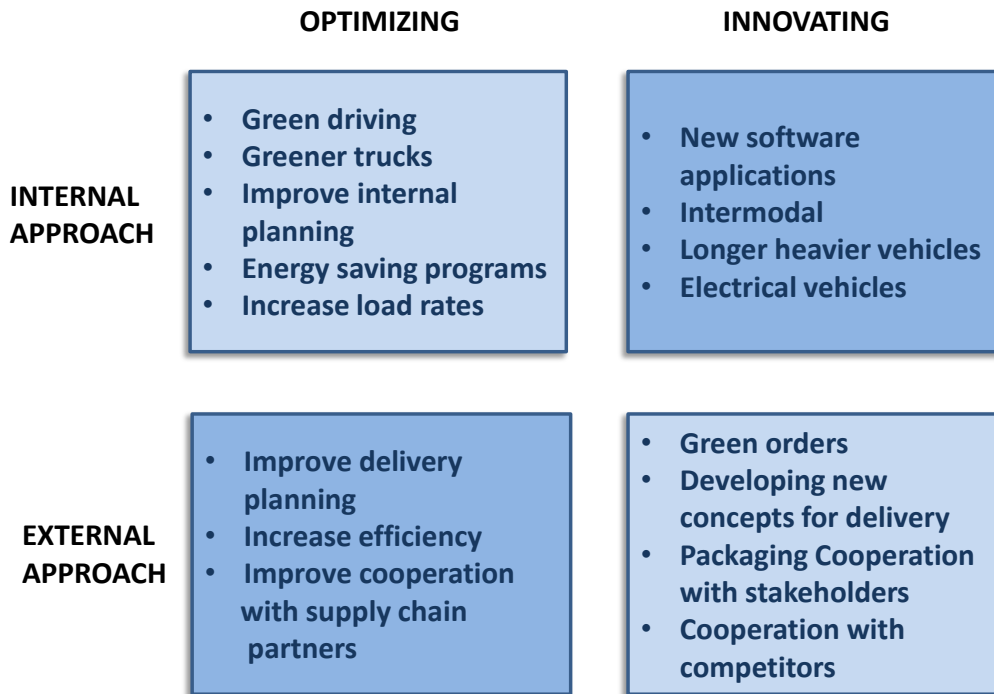 OPTIMIZING
INNOVATING
INTERNAL
APPROACH
• Green driving
• Greener trucks
• Improve internal
planning
• Energy saving programs
• Increase load rates
• New software
applications
• Intermodal
• Longer heavier vehicles
• Electrical vehicles
EXTERNAL
APPROACH
• Improve delivery
planning
• Increase efficiency
• Improve cooperation
with supply chain
partners
• Green orders
• Developing new
concepts for delivery
• Packaging Cooperation
with stakeholders
• Cooperation with
competitors